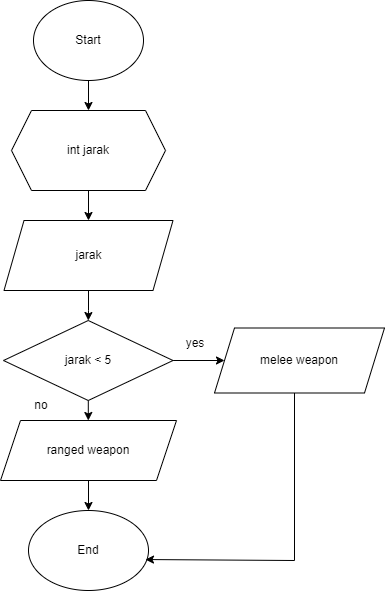 Start
int jarak
jarak
jarak < 5
yes
melee weapon
no
ranged weapon
End